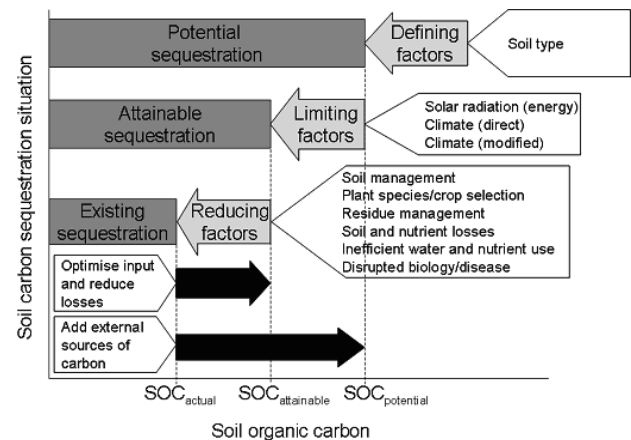 Soil carbon sequestration situation
Potential
sequestration
Defining
factors
Soil type
Attainable
sequestration
Limiting
factors
Solar radiation (energy)
Climate (direct)
Climate (modified)
Existing
sequestration
Reducing
factors
Soil management
Plant species/crop selection
Residue management
Soil and nutrient losses
Inefficient water and nutrient use
Disrupted biology/disease
Optimise input
and reduce
losses
Add external
sources of
carbon
SOCactual
SOCattainable
SOCpotential
Soil organic carbon